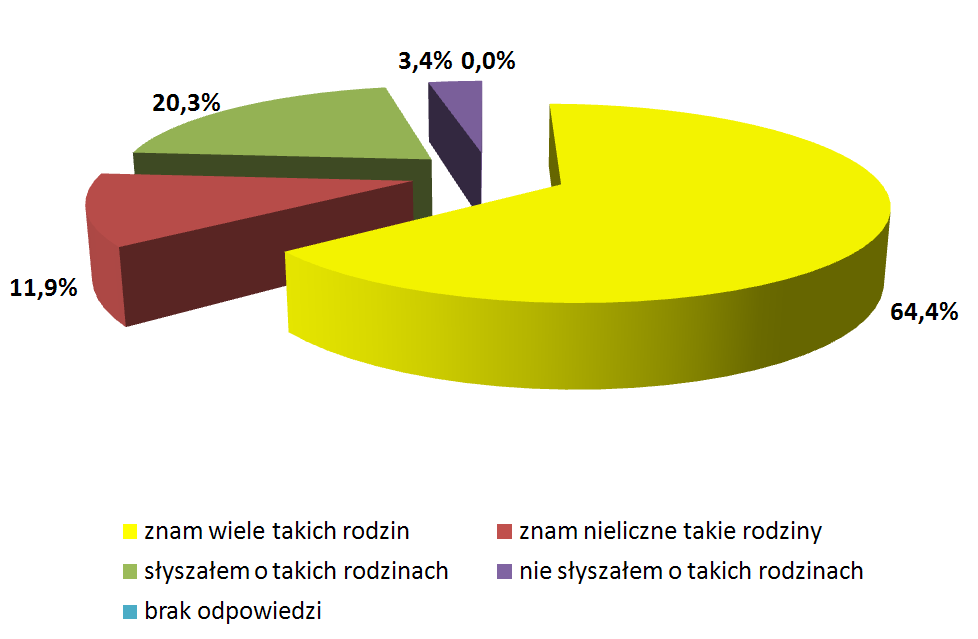 3,4% 0,0%
20,3%
11,9%
64,4%
znam wiele takich rodzin
znam nieliczne takie rodziny
słyszałem o takich rodzinach
nie słyszałem o takich rodzinach
brak odpowiedzi